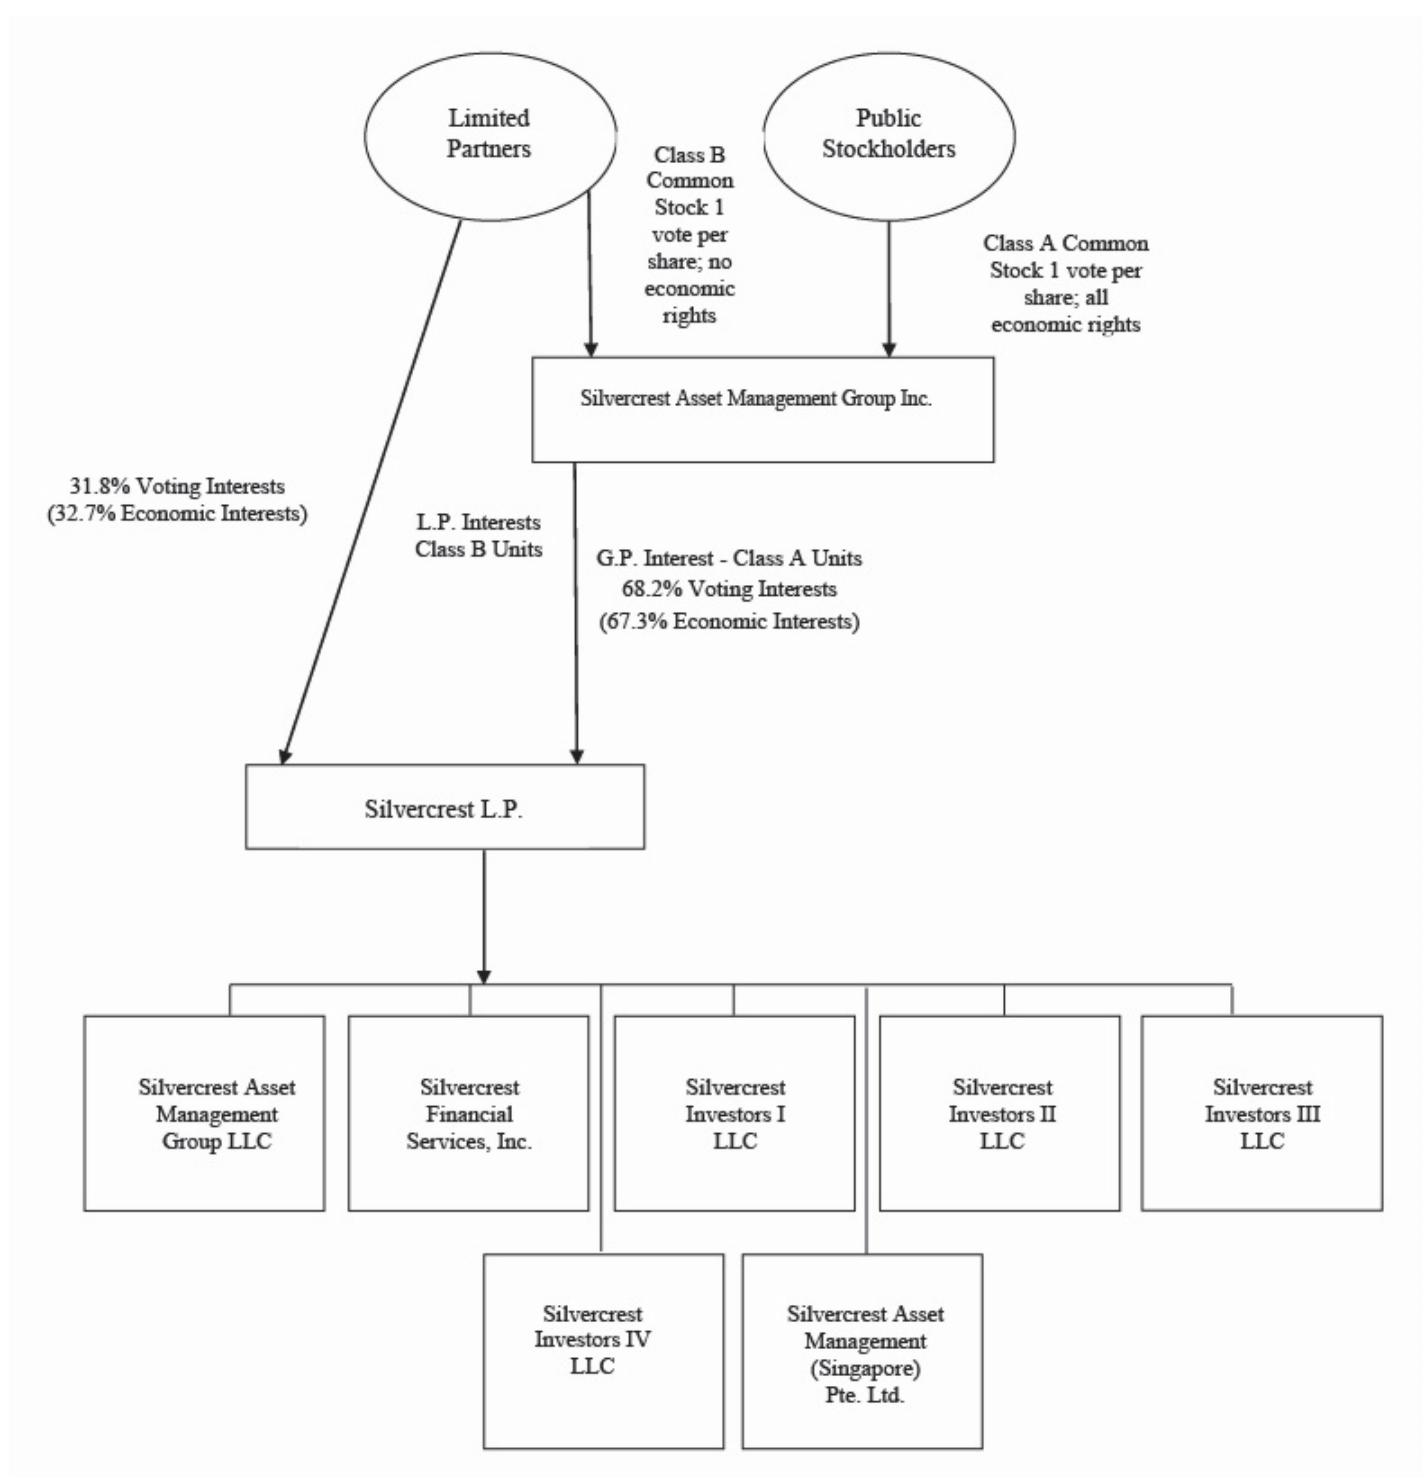 Limited
Partners
Public
Stockholders
Class B
Common
Stock 1
vote per
share; no
economic
rights
Class A Common
Stock 1 vote per
share; all
economic rights
Silvercrest Asset Management Group Inc.
31.8% Voting Interests
(32.7% Economic Interests)
L.P. Interests
Class B Units
G.P. Interest - Class A Units
68.2% Voting Interests
(67.3% Economic Interests)
Silvercrest L.P.
Silvercrest Asset
Management
Group LLC
Silvercrest
Financial
Services, Inc.
Silvercrest
Investors I
LLC
Silvercrest
Investors II
LLC
Silvercrest
Investors III
LLC
Silvercrest
Investors IV
LLC
Silvercrest Asset
Management
(Singapore)
Pte. Ltd.